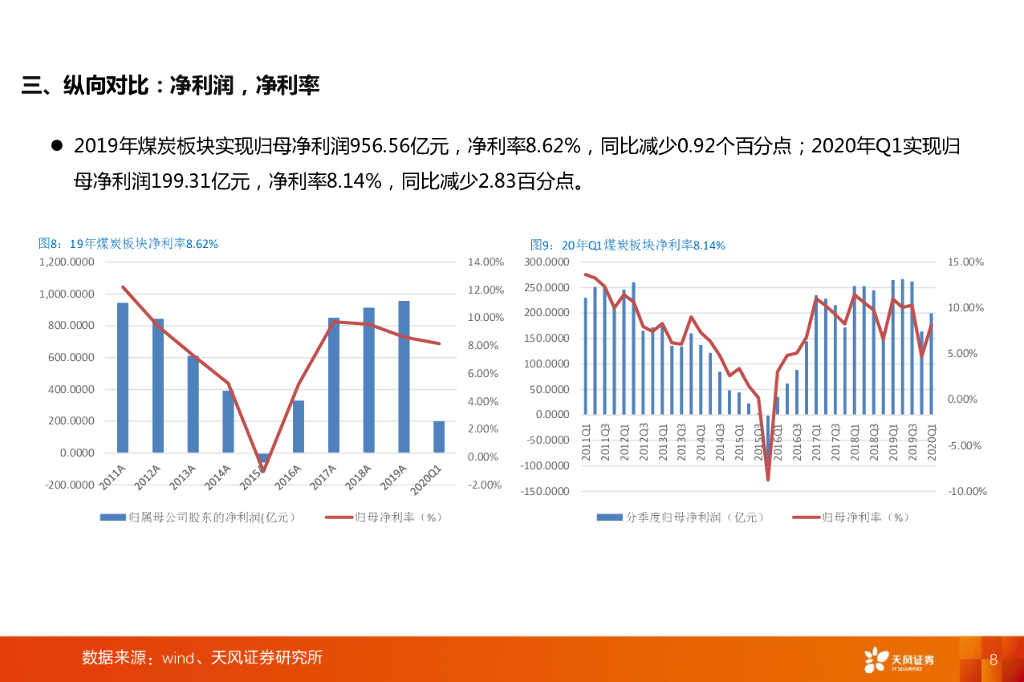 三、纵向对比：净利润，净利率
● 2019年煤炭板块实现归母净利润956.56亿元，净利率8.62%，同比减少0.92个百分点；2020年Q1实现归
母净利润199.31亿元，净利率8.14%，同比减少2.83百分点。
图8：19年煤炭板块净利率8.62%
1,200.0000
1,000.0000
800.0000
600.0000
400.0000
200.0000
0.0000
-200.0000
14.00%
12.00%
10.00%
8.00%
6.00%
4.00%
2.00%
0.00%
-2.00%
2011A
2012A
2013A
2014A
2015A
2016A
2017A
2018A
2019A
2020Q1
归属母公司股东的净利润(亿元）
归母净利率（%）
图9：20年Q1煤炭板块净利率8.14%
300.0000
250.0000
200.0000
150.0000
100.0000
50.0000
0.0000
-50.0000
-100.0000
-150.0000
15.00%
10.00%
5.00%
0.00%
-5.00%
-10.00%
2011Q1
2011Q3
2012Q1
2012Q3
2013Q1
2013Q3
2014Q1
2014Q3
2015Q1
2015Q3
2016Q1
2016Q3
2017Q1
2017Q3
2018Q1
2018Q3
2019Q1
2019Q3
2020Q1
分季度归母净利润（亿元）
归母净利率（%）
数据来源：wind、天风证券研究所
天风证券
TF SECURITIES
8